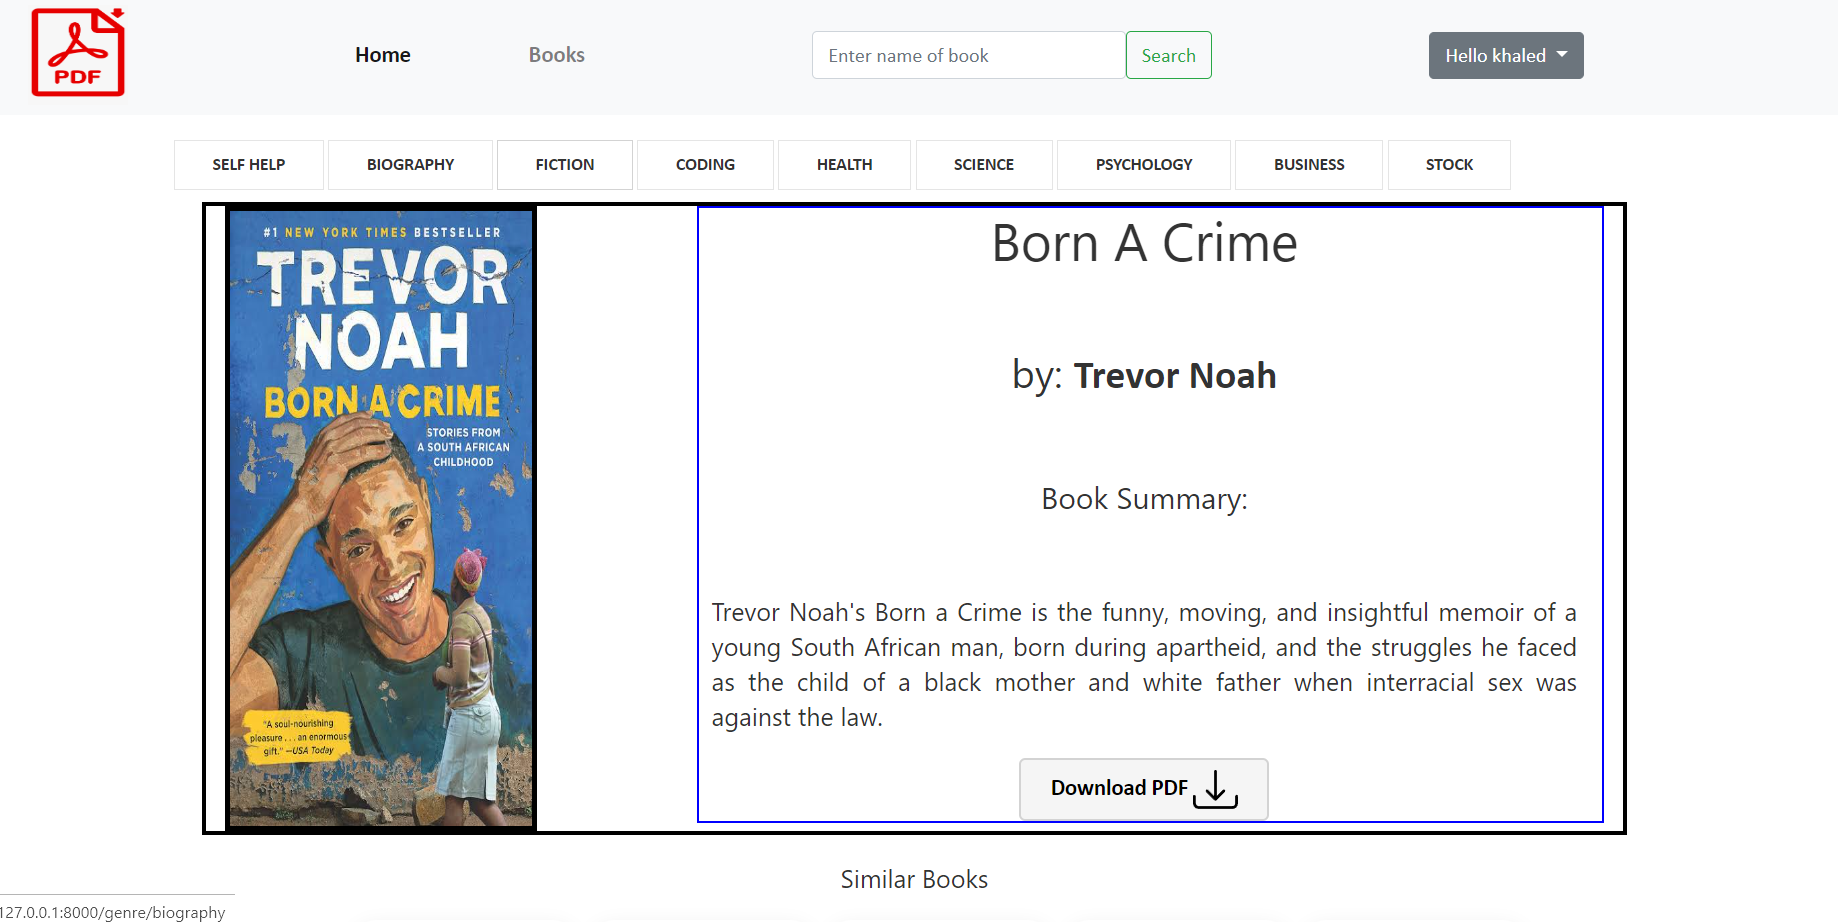 PDF
Home
Books
Enter name of book
Search
Hello khaled
SELF HELP
BIOGRAPHY
FICTION
CODING
HEALTH
SCIENCE
PSYCHOLOGY
BUSINESS
STOCK
#1 NEW YORK TIMES BESTSELLER
TREVOR
NOAH
BORN A CRIME
STORIES FROM
A SOUTH AFRICAN
CHILDHOOD
"A soul-nourishing
pleasure . . . an enormous
gift." —USA Today
Born A Crime
by: Trevor Noah
Book Summary:
Trevor Noah's Born a Crime is the funny, moving, and insightful memoir of a
young South African man, born during apartheid, and the struggles he faced
as the child of a black mother and white father when interracial sex was
against the law.
Download PDF
Similar Books
127.0.0.1:8000/genre/biography